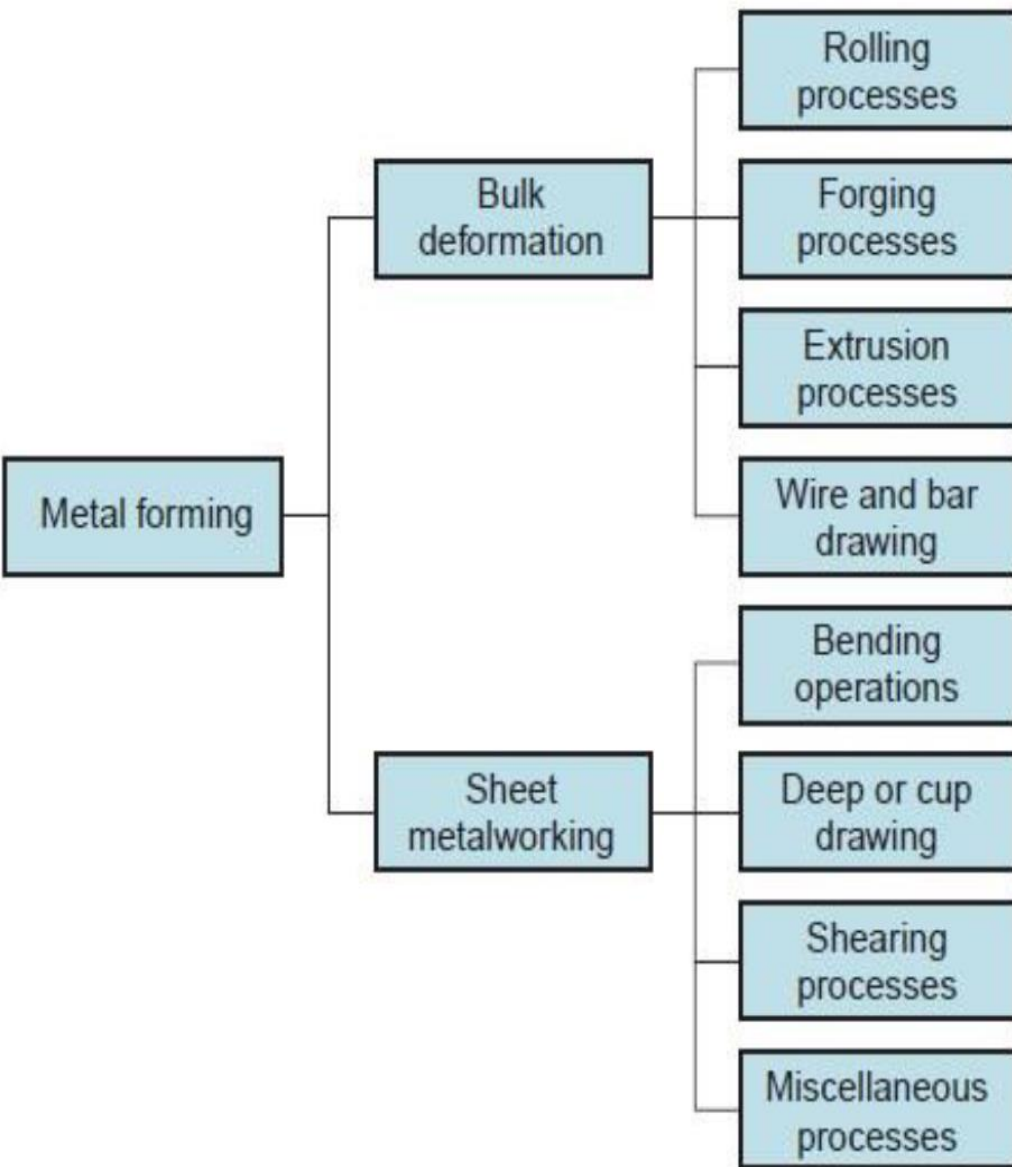 Rolling
processes
Bulk
deformation
Forging
processes
Extrusion
processes
Metal forming
Wire and bar
drawing
Bending
operations
Sheet
metalworking
Deep or cup
drawing
Shearing
processes
Miscellaneous
processes